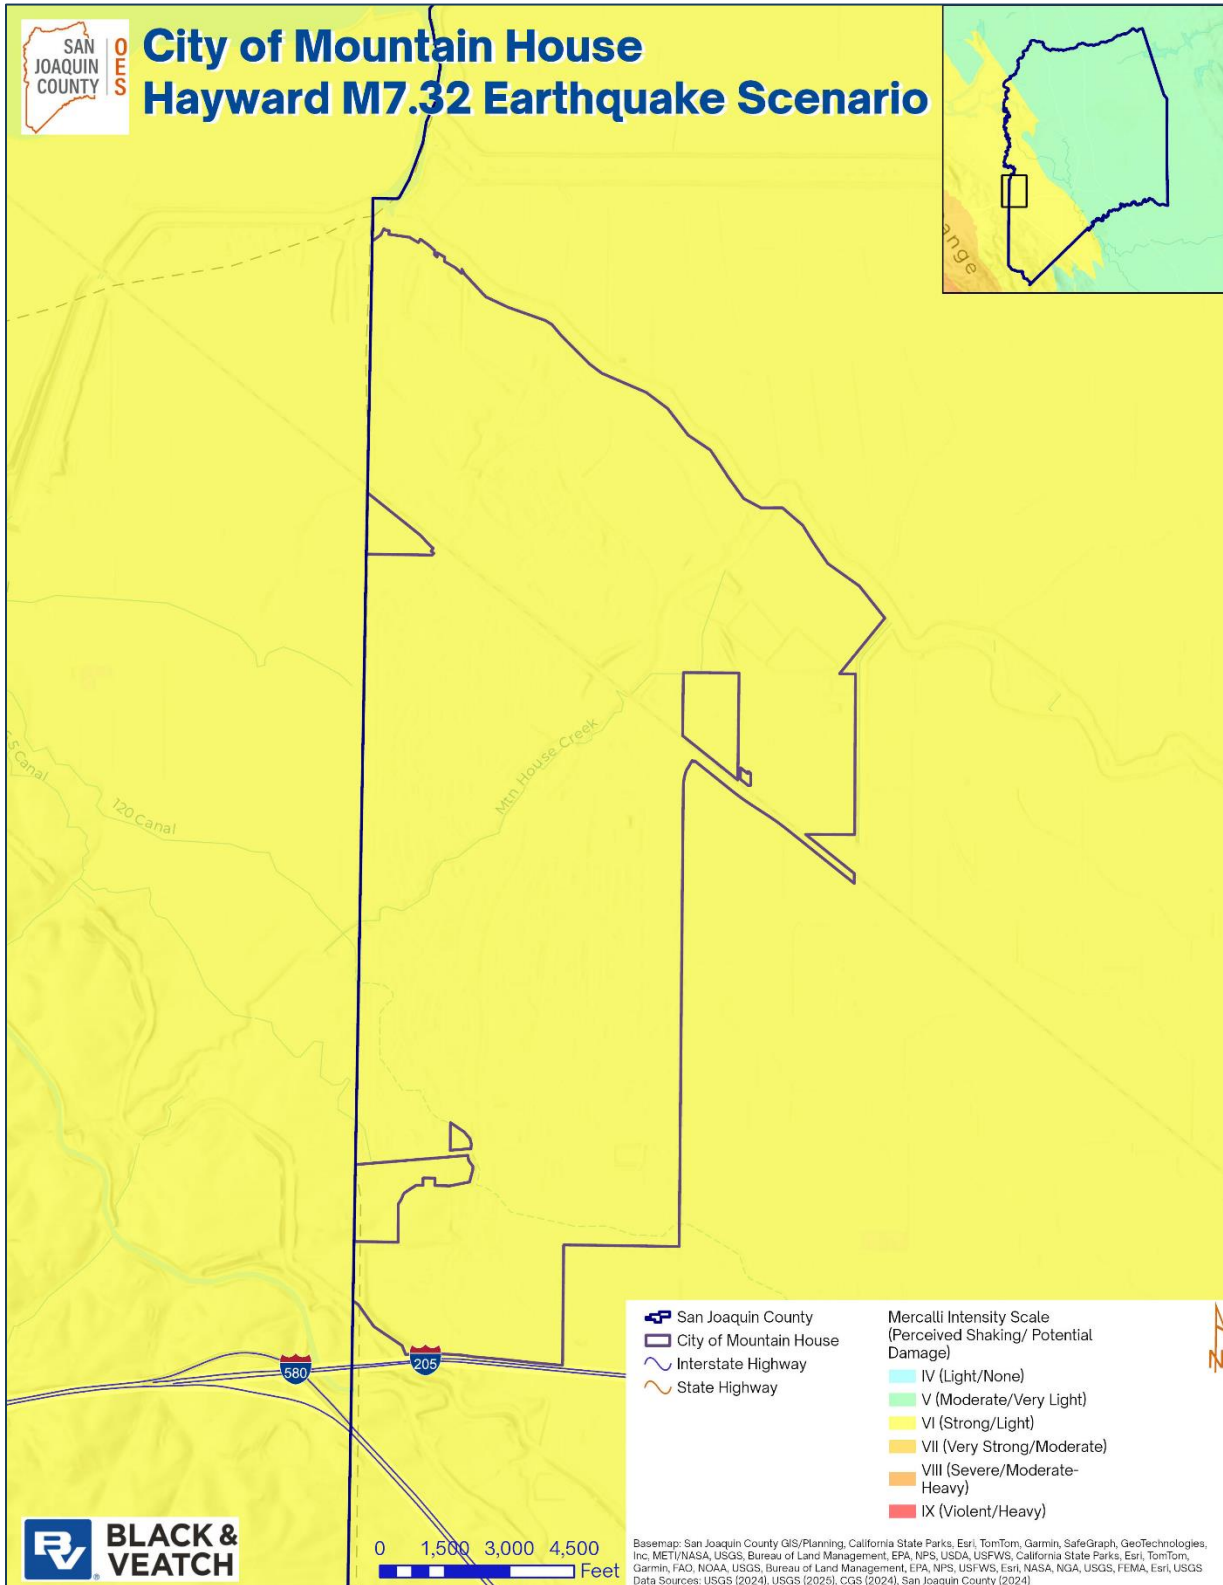 SAN
JOAQUIN
COUNTY
OES
City of Mountain House
Hayward M7.32 Earthquake Scenario
ange
Mtn House Creek
S Canal
120 Canal
580
205
San Joaquin County
City of Mountain House
Interstate Highway
State Highway
Mercalli Intensity Scale
(Perceived Shaking/ Potential
Damage)
IV (Light/None)
V (Moderate/Very Light)
VI (Strong/Light)
VII (Very Strong/Moderate)
VIII (Severe/Moderate-
Heavy)
IX (Violent/Heavy)
N
BV
BLACK &
VEATCH
0 1,500 3,000 4,500
Feet
Basemap: San Joaquin County GIS/Planning, California State Parks, Esri, TomTom, Garmin, SafeGraph, GeoTechnologies,
Inc, METI/NASA, USGS, Bureau of Land Management, EPA, NPS, USDA, USFWS, California State Parks, Esri, TomTom,
Garmin, FAO, NOAA, USGS, Bureau of Land Management, EPA, NPS, USFWS, Esri, NASA, NGA, USGS, FEMA, Esri, USGS
Data Sources: USGS (2024), USGS (2025), CGS (2024), San Joaquin County (2024)